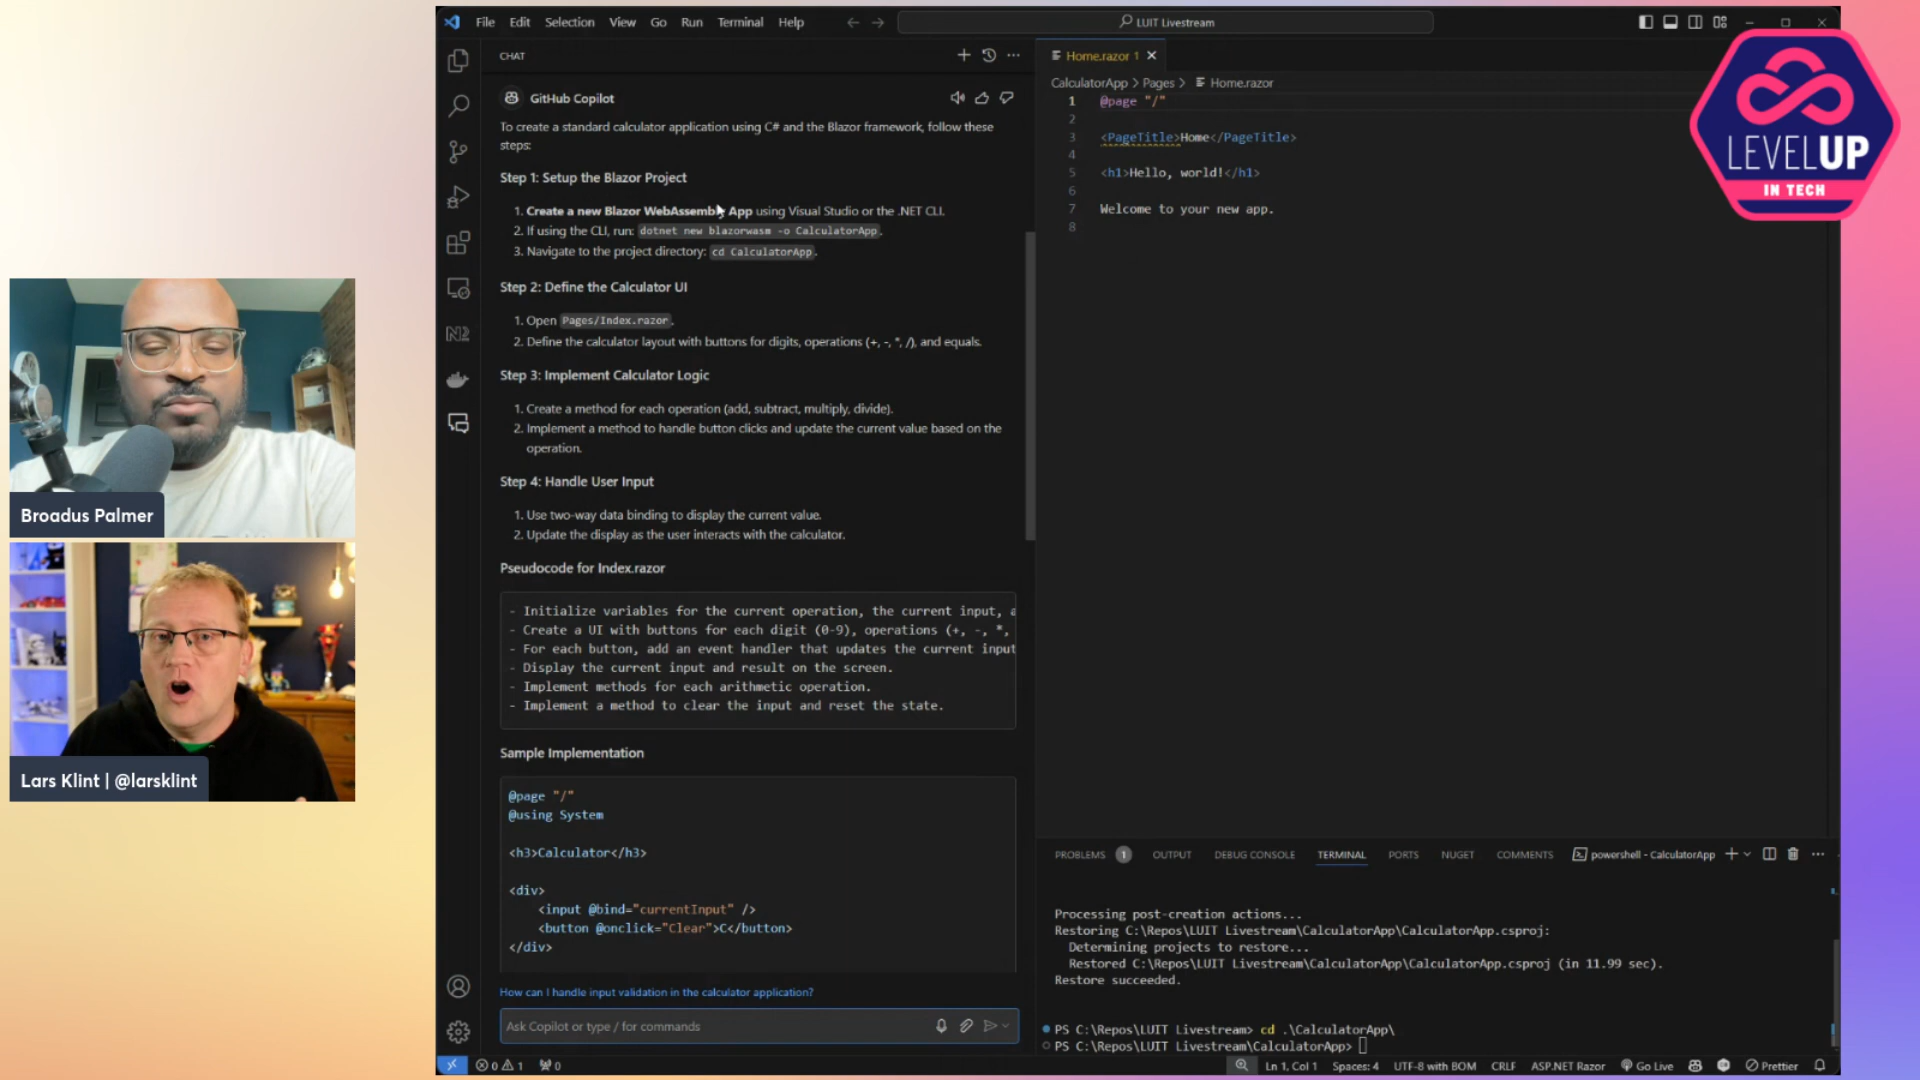 File Edit Selection View Go Run Terminal Help
LUIT Livestream
CHAT
GitHub Copilot
To create a standard calculator application using C# and the Blazor framework, follow these
steps:
Step 1: Setup the Blazor Project
1. Create a new Blazor WebAssembly App using Visual Studio or the .NET CLI.
2. If using the CLI, run: dotnet new blazorwasm -o CalculatorApp.
3. Navigate to the project directory: cd CalculatorApp.
Step 2: Define the Calculator UI
1. Open Pages/Index.razor.
2. Define the calculator layout with buttons for digits, operations (+, -, *, /), and equals.
Step 3: Implement Calculator Logic
1. Create a method for each operation (add, subtract, multiply, divide).
2. Implement a method to handle button clicks and update the current value based on the
operation.
Step 4: Handle User Input
1. Use two-way data binding to display the current value.
2. Update the display as the user interacts with the calculator.
Pseudocode for Index.razor
- Initialize variables for the current operation, the current input, a
- Create a UI with buttons for each digit (0-9), operations (+, -, *,
- For each button, add an event handler that updates the current input
- Display the current input and result on the screen.
- Implement methods for each arithmetic operation.
- Implement a method to clear the input and reset the state.
Sample Implementation
@page "/"
@using System
<h3>Calculator</h3>
<div>
<input @bind="currentInput" />
<button @onclick="Clear">C</button>
</div>
How can I handle input validation in the calculator application?
Ask Copilot or type / for commands
Home.razor 1
CalculatorApp > Pages > Home.razor
1 @page "/"
2
3 <PageTitle>Home</PageTitle>
4
5 <h1>Hello, world!</h1>
6
7 Welcome to your new app.
8
PROBLEMS 1 OUTPUT DEBUG CONSOLE TERMINAL PORTS NUGET COMMENTS powershell - CalculatorApp
Processing post-creation actions...
Restoring C:\Repos\LUIT Livestream\CalculatorApp\CalculatorApp.csproj:
Determining projects to restore...
Restored C:\Repos\LUIT Livestream\CalculatorApp\CalculatorApp.csproj (in 11.99 sec).
Restore succeeded.
PS C:\Repos\LUIT Livestream> cd .\CalculatorApp\
PS C:\Repos\LUIT Livestream\CalculatorApp>
0 1 0
Ln 1, Col 1 Spaces: 4 UTF-8 with BOM CRLF ASP.NET Razor Go Live Prettier
LEVELUP
IN TECH
Broadus Palmer
Lars Klint | @larsklint